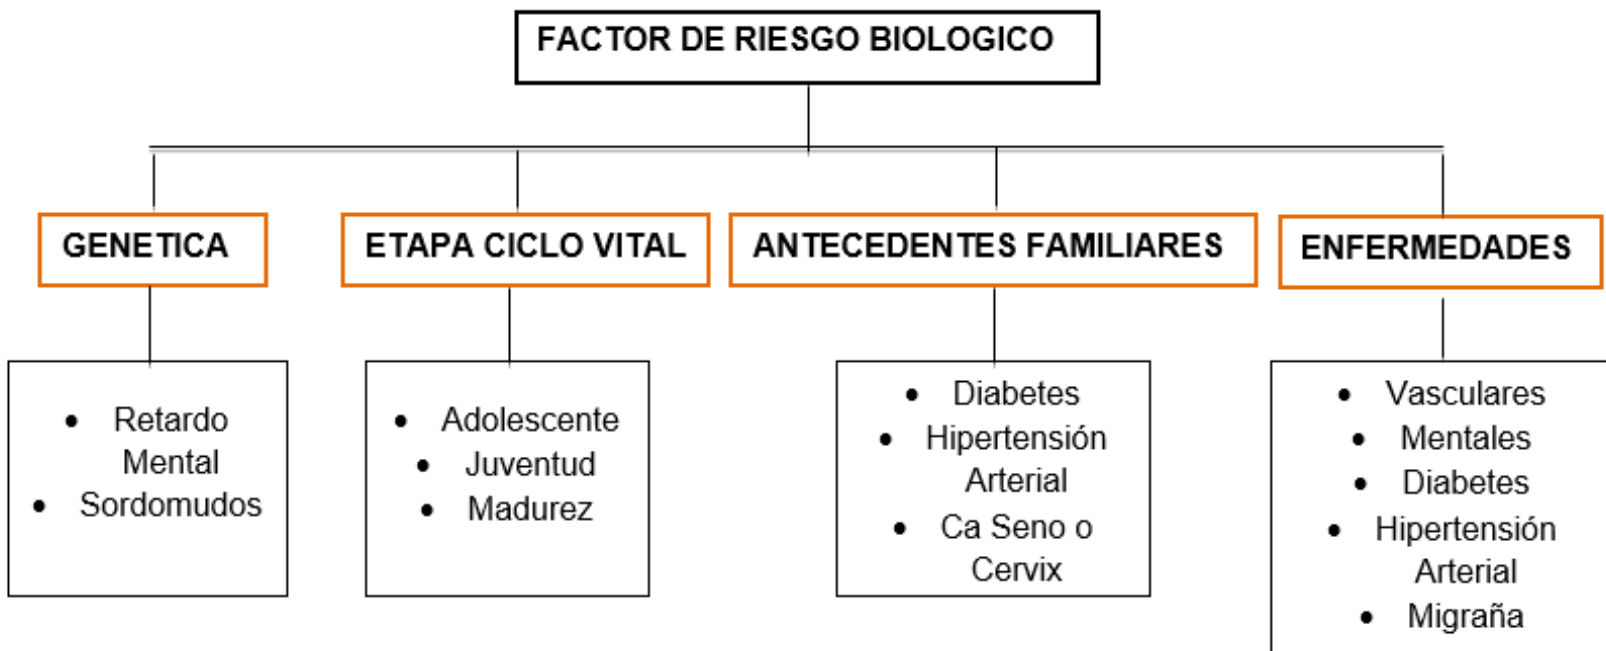 FACTOR DE RIESGO BIOLOGICO
GENETICA
ETAPA CICLO VITAL
ANTECEDENTES FAMILIARES
ENFERMEDADES
• Retardo
Mental
• Sordomudos
• Adolescente
• Juventud
• Madurez
• Diabetes
• Hipertensión
Arterial
• Ca Seno o
Cervix
• Vasculares
• Mentales
• Diabetes
• Hipertensión
Arterial
• Migraña